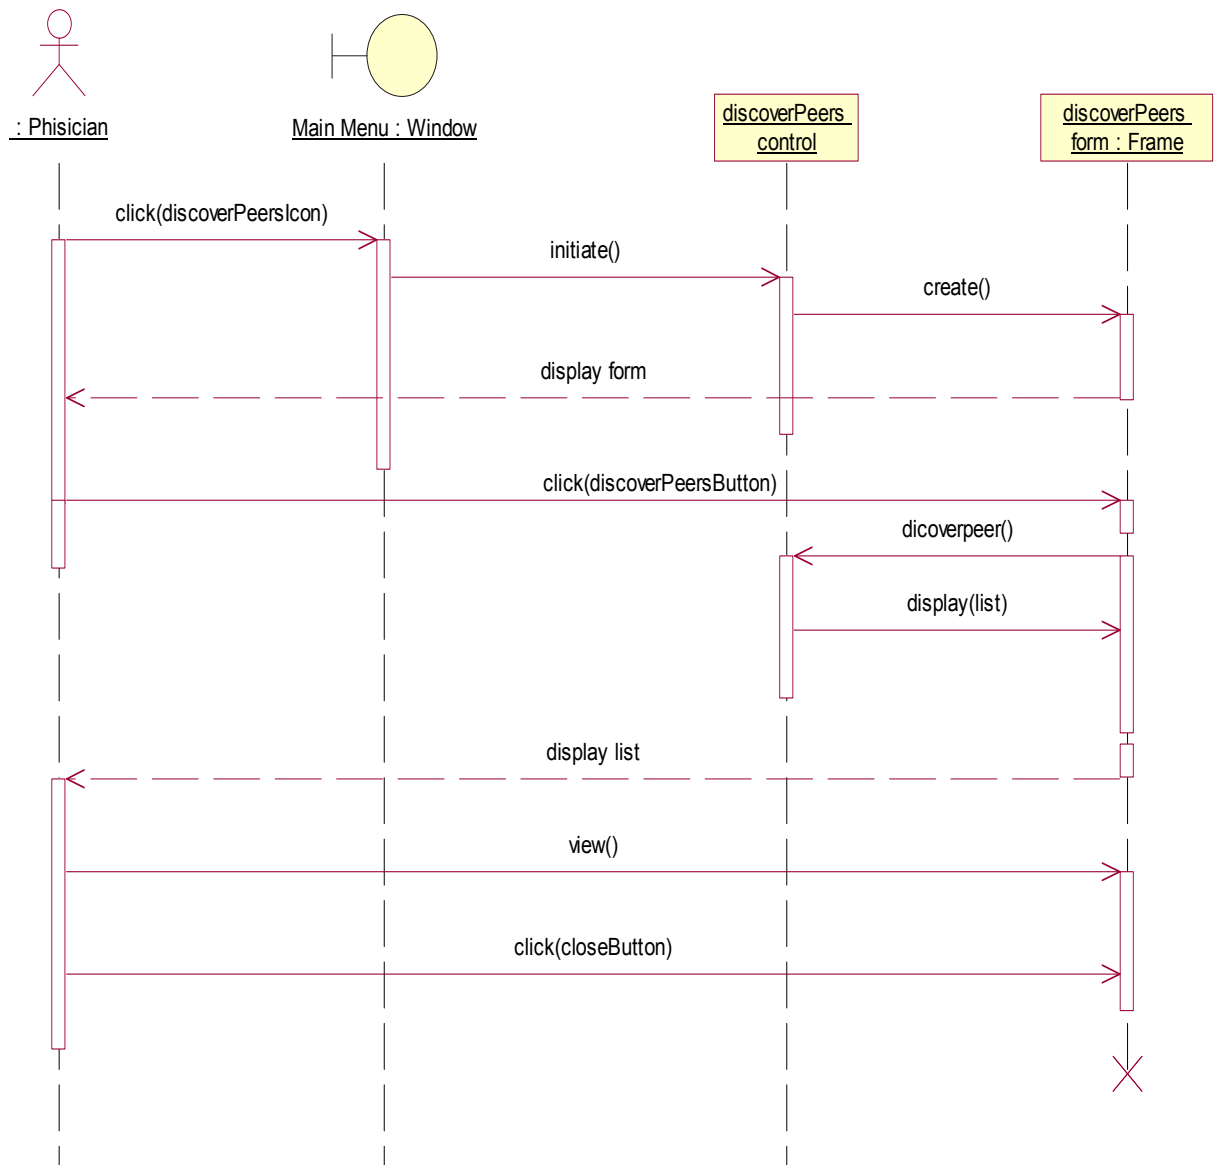 : Phisician
Main Menu : Window
discoverPeers
control
discoverPeers
form : Frame
click(discoverPeersIcon)
initiate()
create()
display form
click(discoverPeersButton)
dicoverpeer()
display(list)
display list
view()
click(closeButton)